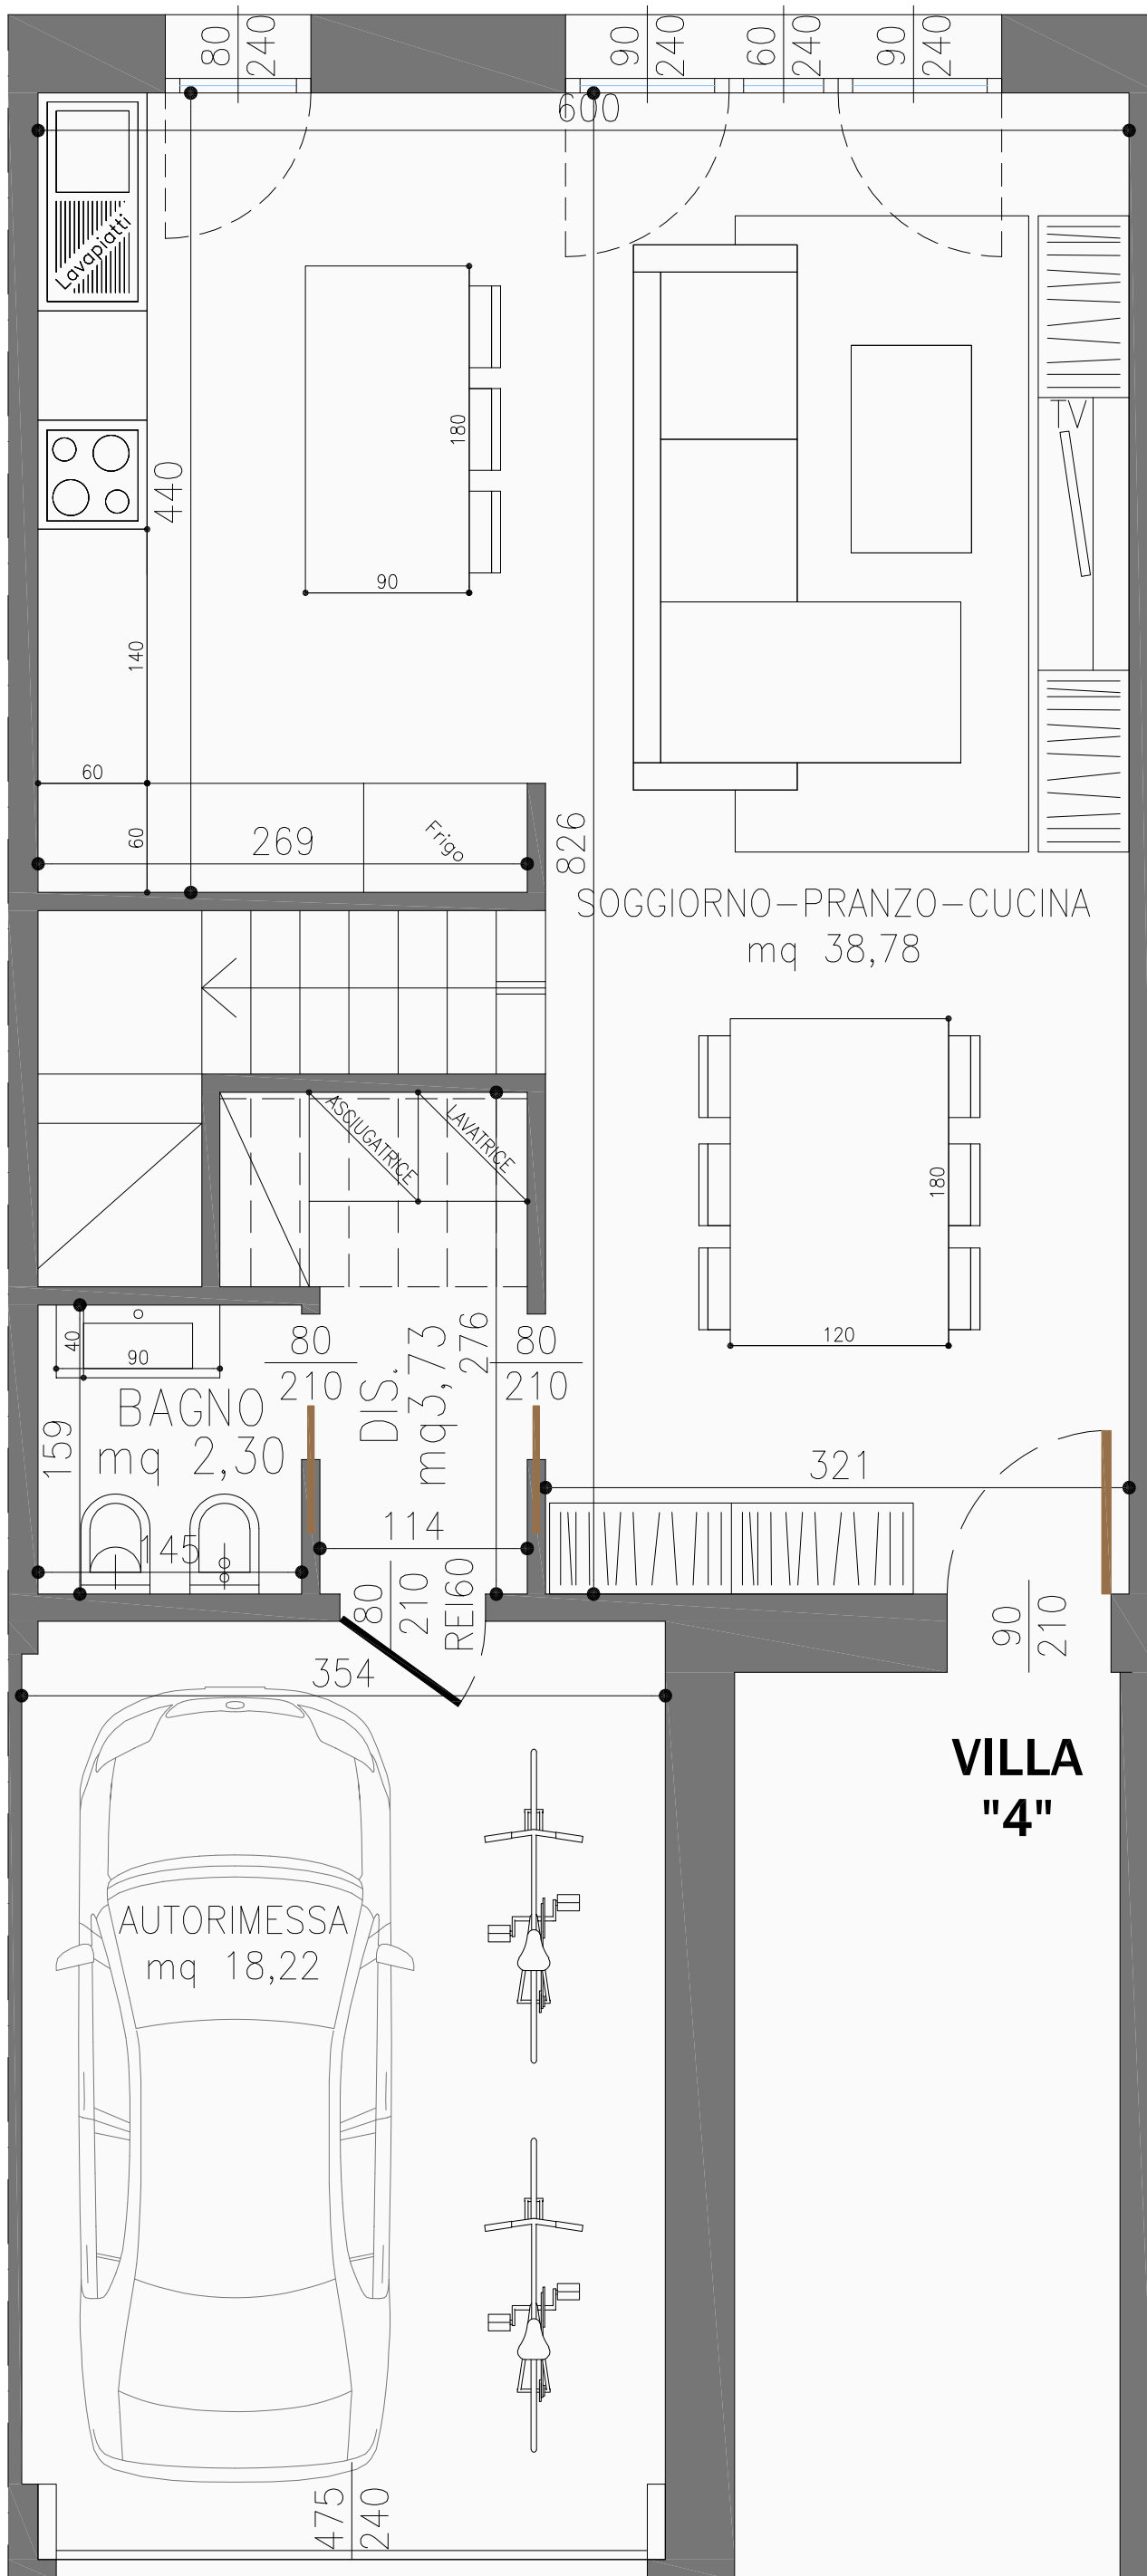 80
240
90
240
60
240
90
240
600
Lavapiatti
TV
180
440
90
140
60
60
269
Frigo
826
SOGGIORNO-PRANZO-CUCINA
mq 38,78
ASCIUGATRICE
LAVATRICE
180
120
276
80
210
80
210
40
90
DIS.
mq3,73
BAGNO
mq 2,30
159
321
145
114
80
210
REI60
90
210
354
VILLA
"4"
AUTORIMESSA
mq 18,22
475
240